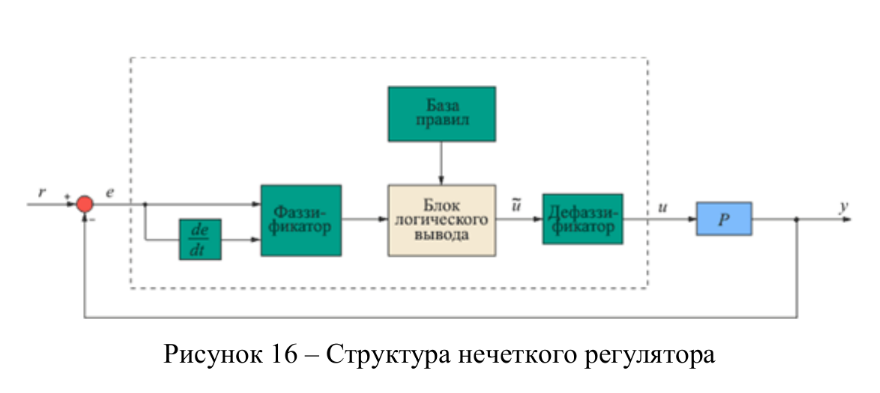 База
правил
r
+
e
–
de
dt
Фаззи-
фикатор
Блок
логического
вывода
ũ
Дефаззи-
фикатор
u
P
y
Рисунок 16 – Структура нечеткого регулятора